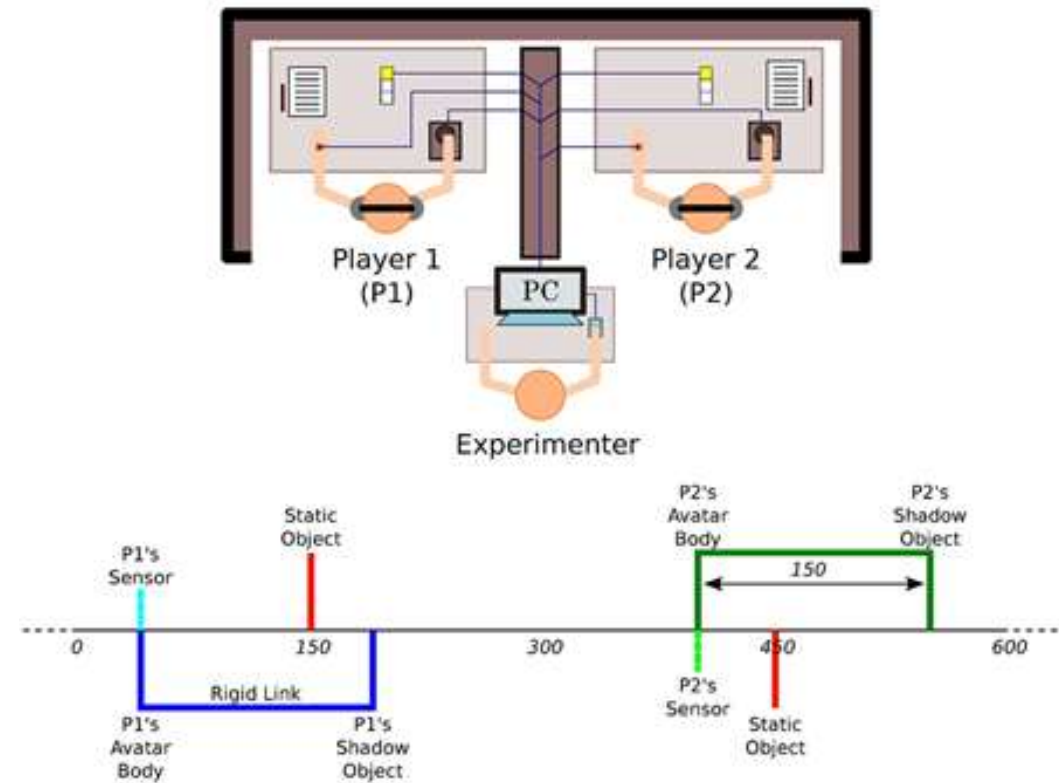 Player 1
(P1)
Player 2
(P2)
PC
Experimenter
P1's
Sensor
Static
Object
P2's
Avatar
Body
P2's
Shadow
Object
150
0
150
300
450
600
Rigid Link
P1's
Avatar
Body
P1's
Shadow
Object
P2's
Sensor
Static
Object